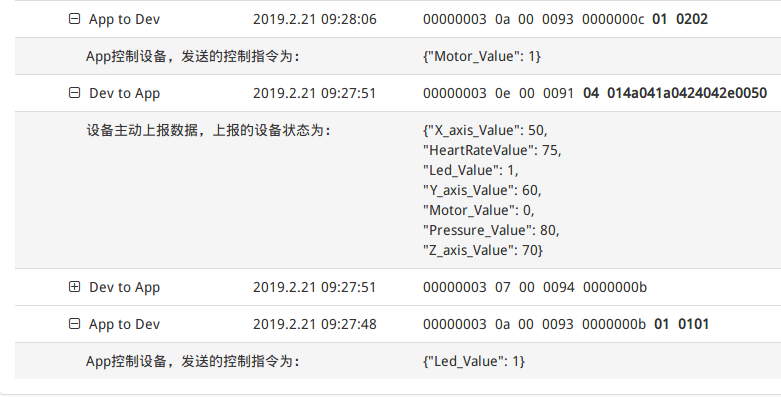 App to Dev 2019.2.21 09:28:06 00000003 0a 00 0093 0000000c 01 0202
App控制设备，发送的控制指令为： {"Motor_Value": 1}
Dev to App 2019.2.21 09:27:51 00000003 0e 00 0091 04 014a041a0424042e0050
设备主动上报数据，上报的设备状态为： {"X_axis_Value": 50,
"HeartRateValue": 75,
"Led_Value": 1,
"Y_axis_Value": 60,
"Motor_Value": 0,
"Pressure_Value": 80,
"Z_axis_Value": 70}
Dev to App 2019.2.21 09:27:51 00000003 07 00 0094 0000000b
App to Dev 2019.2.21 09:27:48 00000003 0a 00 0093 0000000b 01 0101
App控制设备，发送的控制指令为： {"Led_Value": 1}